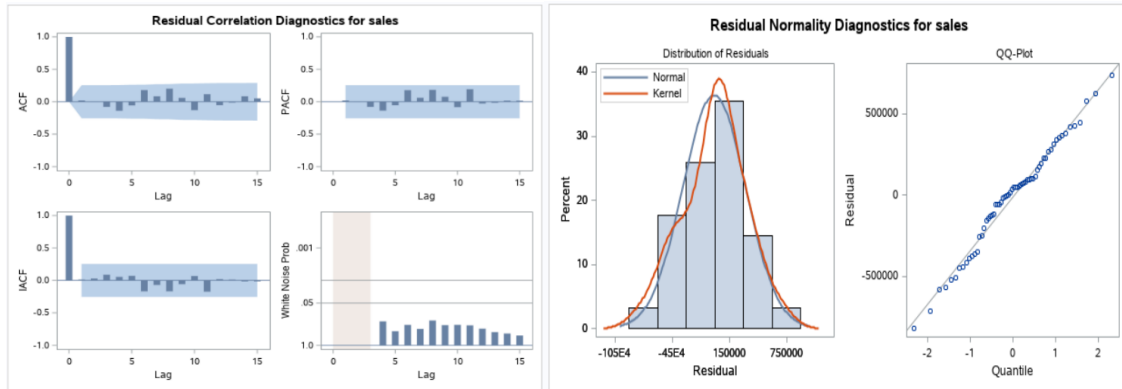 Residual Correlation Diagnostics for sales
1.0
0.5
0.0
-0.5
-1.0
ACF
0 5 10 15
Lag
1.0
0.5
0.0
-0.5
-1.0
PACF
0 5 10 15
Lag
1.0
0.5
0.0
-0.5
-1.0
IACF
0 5 10 15
Lag
.001
.05
1.0
White Noise Prob
0 5 10 15
Lag
Residual Normality Diagnostics for sales
Distribution of Residuals
Normal
Kernel
40
30
20
10
0
Percent
-105E4 -45E4 150000 750000
Residual
QQ-Plot
500000
0
-500000
Residual
-2 -1 0 1 2
Quantile